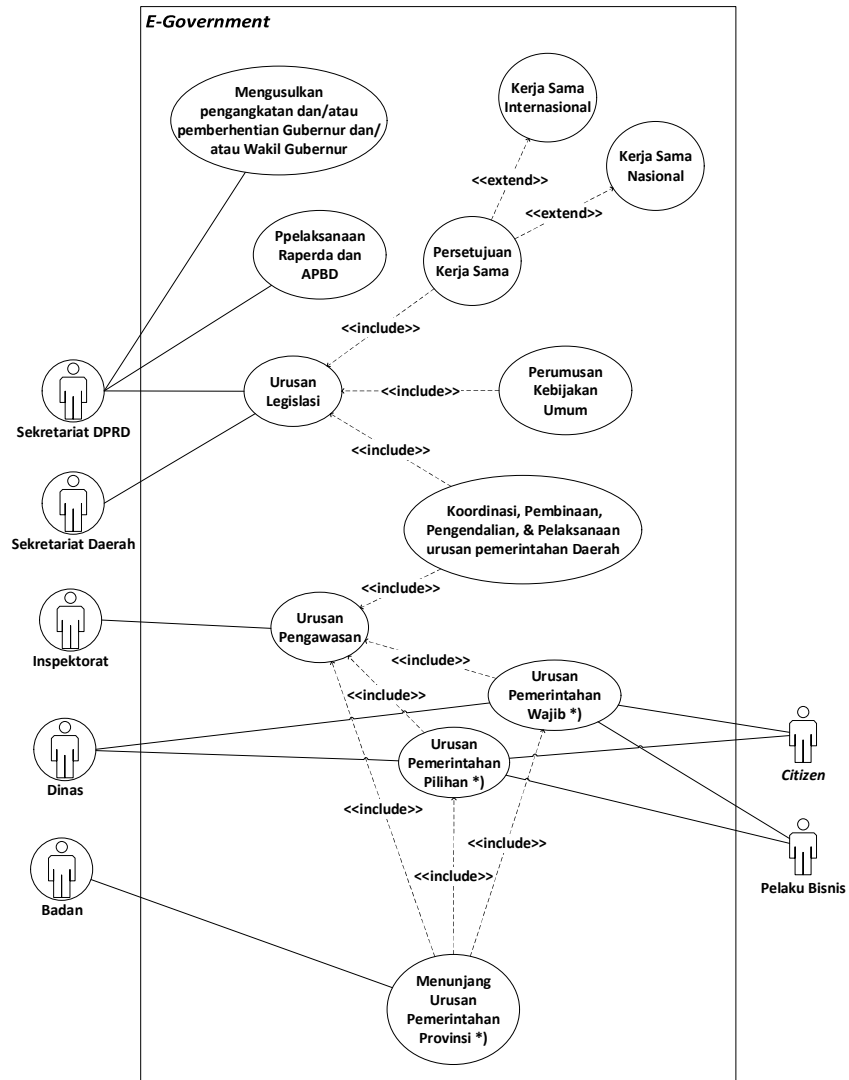 E-Government
Mengusulkan
pengangkatan dan/atau
pemberhentian Gubernur dan/
atau Wakil Gubernur
Kerja Sama
Internasional
Kerja Sama
Nasional
<<extend>>
<<extend>>
Ppelaksanaan
Raperda dan
APBD
Persetujuan
Kerja Sama
<<include>>
Urusan
Legislasi
<<include>>
Perumusan
Kebijakan
Umum
Sekretariat DPRD
<<include>>
Koordinasi, Pembinaan,
Pengendalian, & Pelaksanaan
urusan pemerintahan Daerah
Sekretariat Daerah
<<include>>
Urusan
Pengawasan
Inspektorat
<<include>>
Urusan
Pemerintahan
Wajib *)
<<include>>
Urusan
Pemerintahan
Pilihan *)
Dinas
Citizen
<<include>>
<<include>>
<<include>>
Badan
Pelaku Bisnis
Menunjang
Urusan
Pemerintahan
Provinsi *)